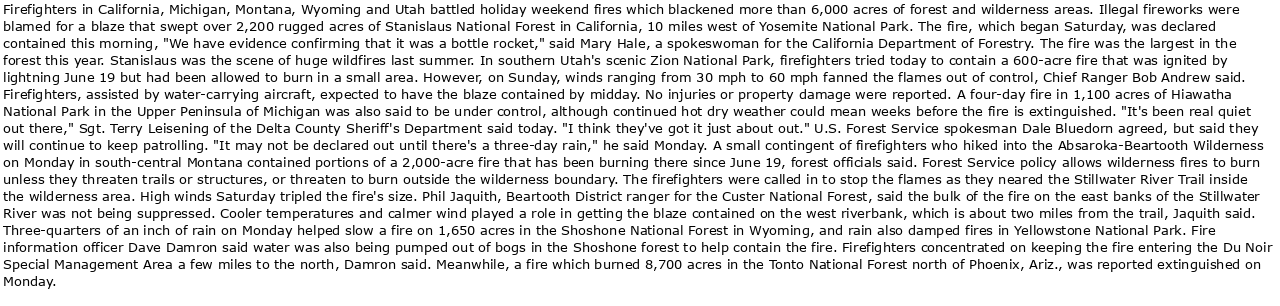 Firefighters in California, Michigan, Montana, Wyoming and Utah battled holiday weekend fires which blackened more than 6,000 acres of forest and wilderness areas. Illegal fireworks were
blamed for a blaze that swept over 2,200 rugged acres of Stanislaus National Forest in California, 10 miles west of Yosemite National Park. The fire, which began Saturday, was declared
contained this morning, "We have evidence confirming that it was a bottle rocket," said Mary Hale, a spokeswoman for the California Department of Forestry. The fire was the largest in the
forest this year. Stanislaus was the scene of huge wildfires last summer. In southern Utah's scenic Zion National Park, firefighters tried today to contain a 600-acre fire that was ignited by
lightning June 19 but had been allowed to burn in a small area. However, on Sunday, winds ranging from 30 mph to 60 mph fanned the flames out of control, Chief Ranger Bob Andrew said.
Firefighters, assisted by water-carrying aircraft, expected to have the blaze contained by midday. No injuries or property damage were reported. A four-day fire in 1,100 acres of Hiawatha
National Park in the Upper Peninsula of Michigan was also said to be under control, although continued hot dry weather could mean weeks before the fire is extinguished. "It's been real quiet
out there," Sgt. Terry Leisening of the Delta County Sheriff's Department said today. "I think they've got it just about out." U.S. Forest Service spokesman Dale Bluedorn agreed, but said they
will continue to keep patrolling. "It may not be declared out until there's a three-day rain," he said Monday. A small contingent of firefighters who hiked into the Absaroka-Beartooth Wilderness
on Monday in south-central Montana contained portions of a 2,000-acre fire that has been burning there since June 19, forest officials said. Forest Service policy allows wilderness fires to burn
unless they threaten trails or structures, or threaten to burn outside the wilderness boundary. The firefighters were called in to stop the flames as they neared the Stillwater River Trail inside
the wilderness area. High winds Saturday tripled the fire's size. Phil Jaquith, Beartooth District ranger for the Custer National Forest, said the bulk of the fire on the east banks of the Stillwater
River was not being suppressed. Cooler temperatures and calmer wind played a role in getting the blaze contained on the west riverbank, which is about two miles from the trail, Jaquith said.
Three-quarters of an inch of rain on Monday helped slow a fire on 1,650 acres in the Shoshone National Forest in Wyoming, and rain also damped fires in Yellowstone National Park. Fire
information officer Dave Damron said water was also being pumped out of bogs in the Shoshone forest to help contain the fire. Firefighters concentrated on keeping the fire entering the Du Noir
Special Management Area a few miles to the north, Damron said. Meanwhile, a fire which burned 8,700 acres in the Tonto National Forest north of Phoenix, Ariz., was reported extinguished on
Monday.